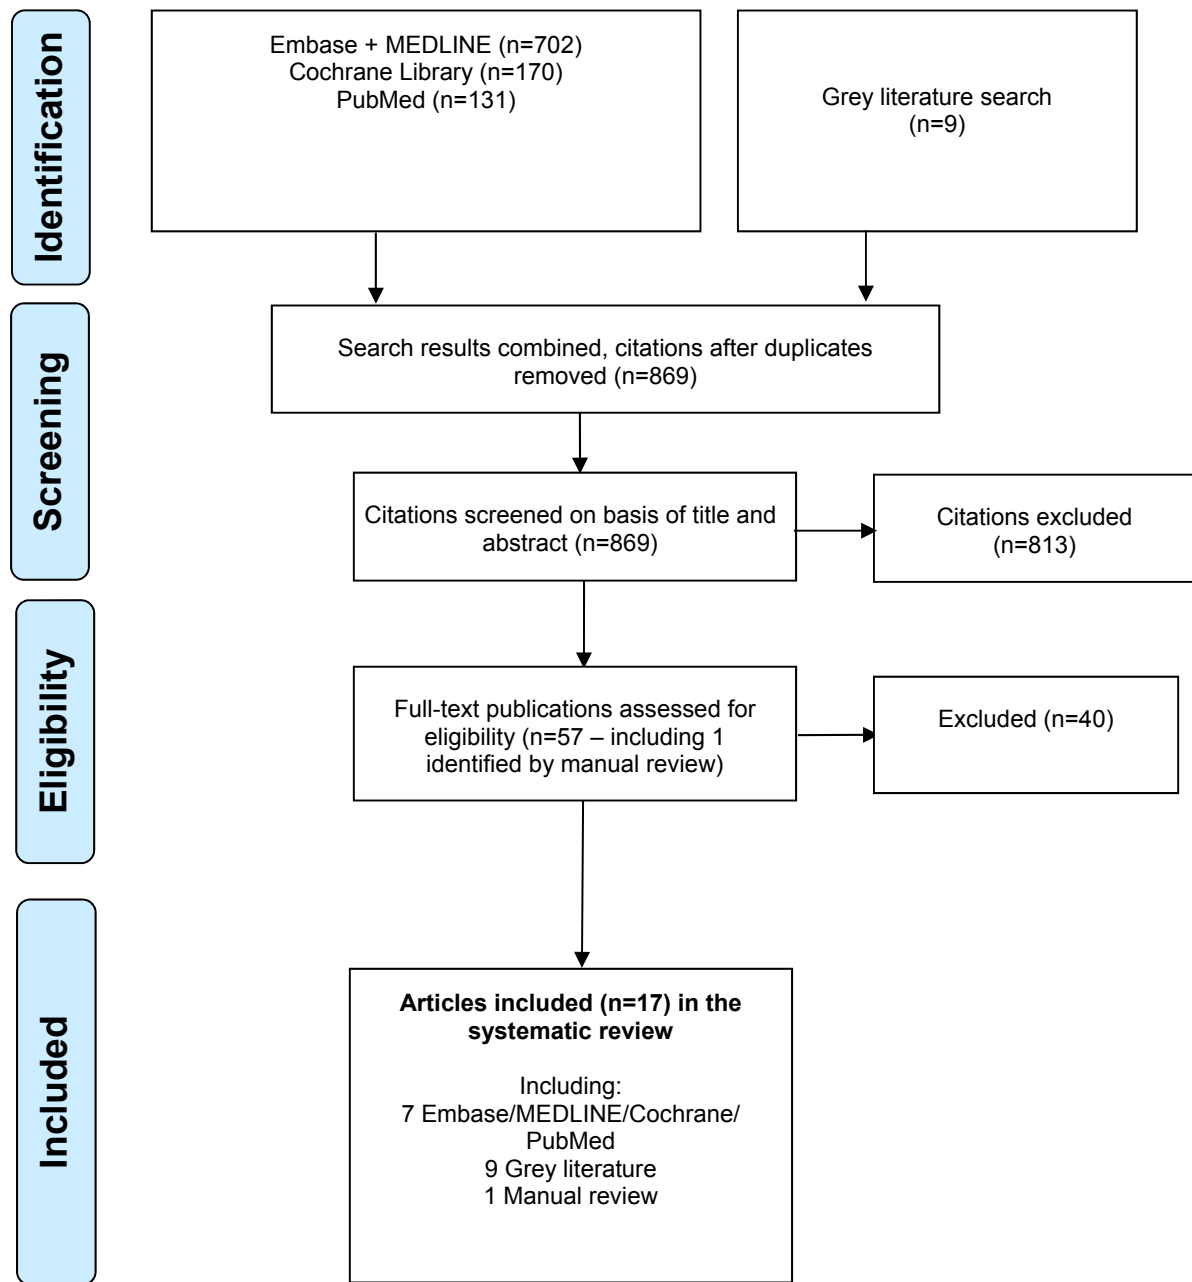 Identification
Embase + MEDLINE (n=702)
Cochrane Library (n=170)
PubMed (n=131)
Grey literature search
(n=9)
Screening
Search results combined, citations after duplicates
removed (n=869)
Citations screened on basis of title and
abstract (n=869)
Citations excluded
(n=813)
Eligibility
Full-text publications assessed for
eligibility (n=57 – including 1
identified by manual review)
Excluded (n=40)
Included
Articles included (n=17) in the
systematic review
Including:
7 Embase/MEDLINE/Cochrane/
PubMed
9 Grey literature
1 Manual review